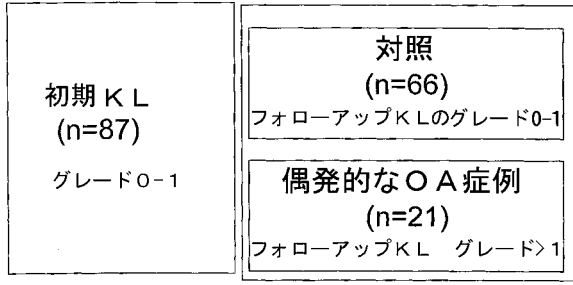 初期ＫＬ
(n=87)
グレード０-１
対照
(n=66)
フォローアップＫＬのグレード0-1
偶発的なＯＡ症例
(n=21)
フォローアップＫＬ　グレード>１